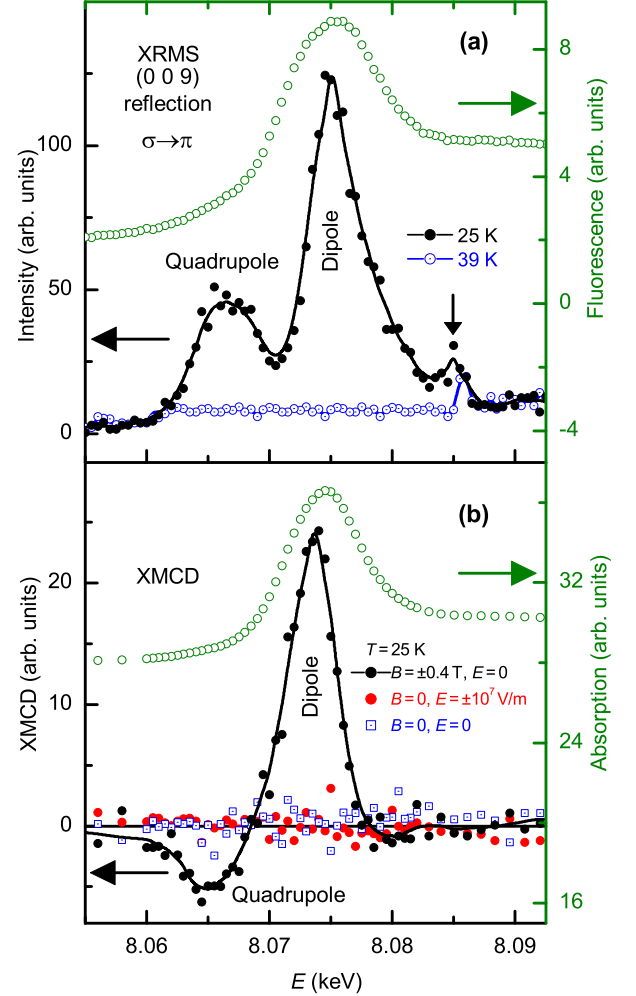 (a)
XRMS
(0 0 9)
reflection
σ→π
Quadrupole
Dipole
25 K
39 K
Intensity (arb. units)
0
50
100
Fluorescence (arb. units)
-4
0
4
8
(b)
XMCD
T = 25 K
B = ±0.4 T, E = 0
B = 0, E = ±10⁷ V/m
B = 0, E = 0
Dipole
Quadrupole
XMCD (arb. units)
0
10
20
Absorption (arb. units)
16
24
32
8.06
8.07
8.08
8.09
E (keV)